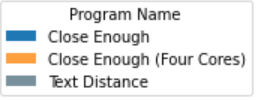 Program Name
Close Enough
Close Enough (Four Cores)
Text Distance